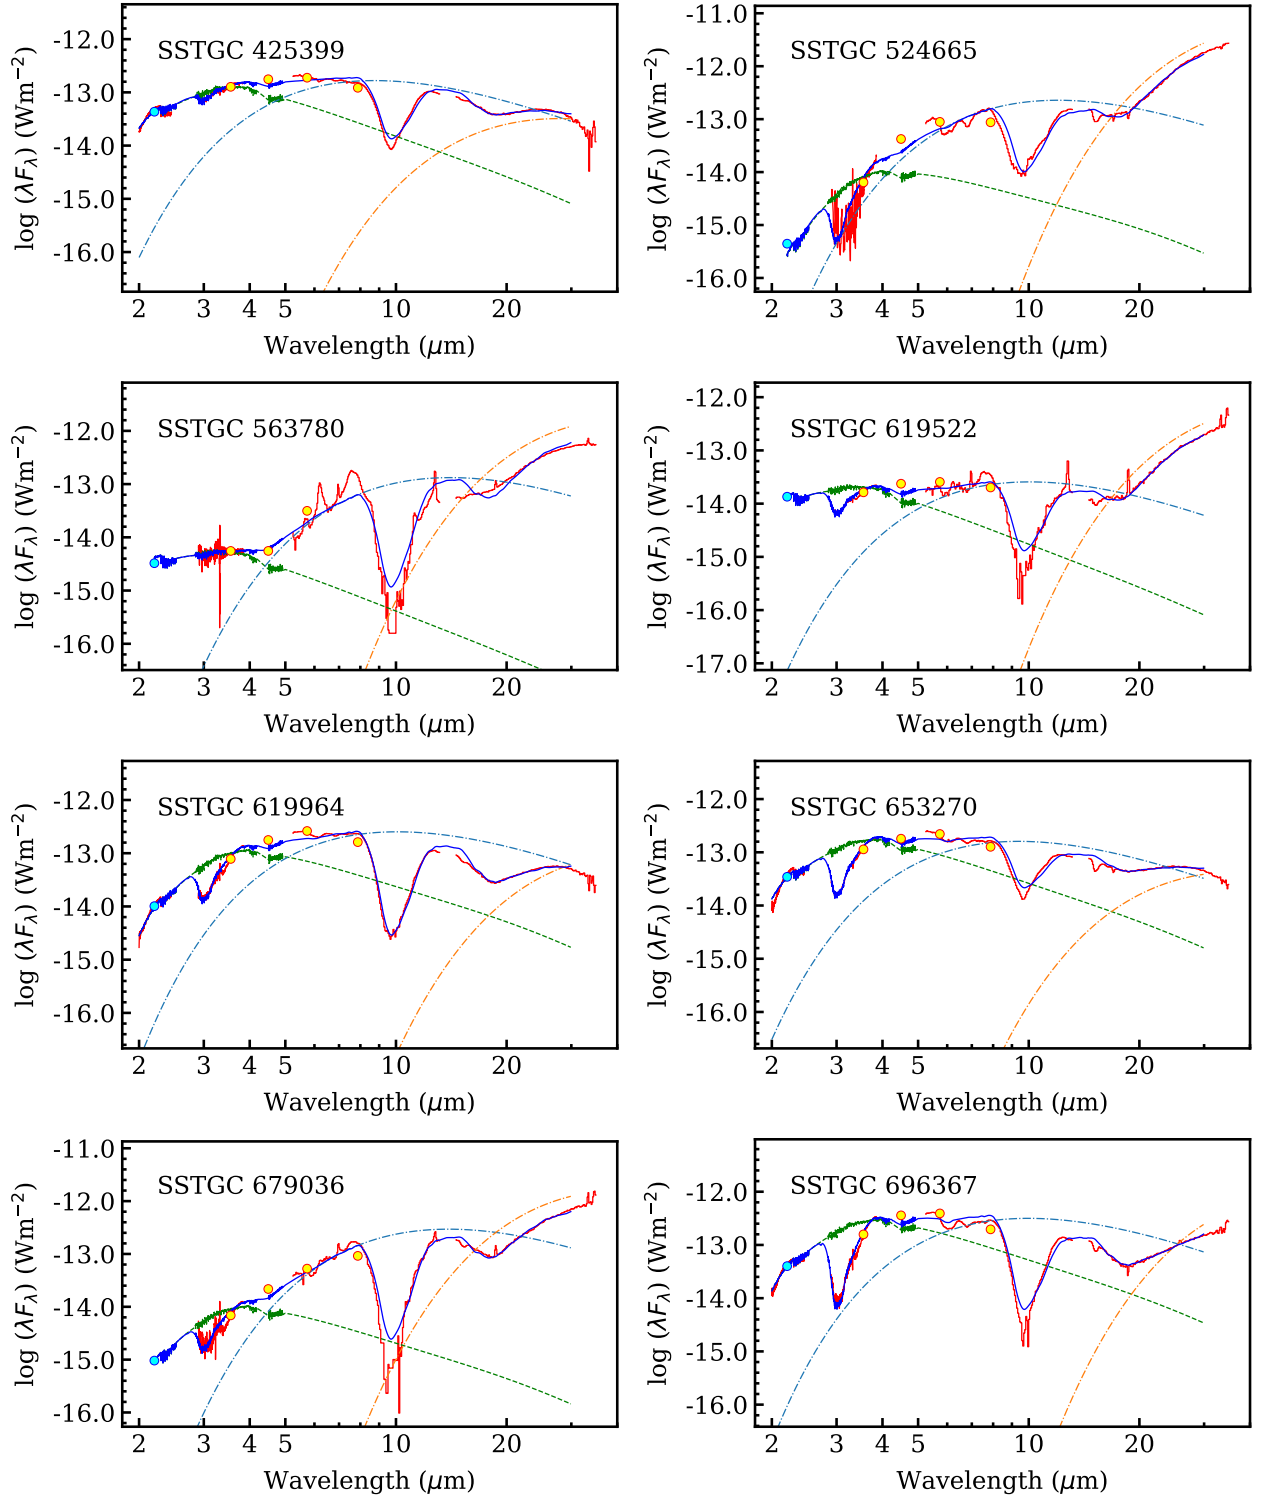 SSTGC 425399
log (λF_λ) (Wm⁻²)
-12.0
-13.0
-14.0
-15.0
-16.0
2 3 4 5 10 20
Wavelength (μm)
SSTGC 524665
log (λF_λ) (Wm⁻²)
-11.0
-12.0
-13.0
-14.0
-15.0
-16.0
2 3 4 5 10 20
Wavelength (μm)
SSTGC 563780
log (λF_λ) (Wm⁻²)
-12.0
-13.0
-14.0
-15.0
-16.0
2 3 4 5 10 20
Wavelength (μm)
SSTGC 619522
log (λF_λ) (Wm⁻²)
-12.0
-13.0
-14.0
-15.0
-16.0
-17.0
2 3 4 5 10 20
Wavelength (μm)
SSTGC 619964
log (λF_λ) (Wm⁻²)
-12.0
-13.0
-14.0
-15.0
-16.0
2 3 4 5 10 20
Wavelength (μm)
SSTGC 653270
log (λF_λ) (Wm⁻²)
-12.0
-13.0
-14.0
-15.0
-16.0
2 3 4 5 10 20
Wavelength (μm)
SSTGC 679036
log (λF_λ) (Wm⁻²)
-11.0
-12.0
-13.0
-14.0
-15.0
-16.0
2 3 4 5 10 20
Wavelength (μm)
SSTGC 696367
log (λF_λ) (Wm⁻²)
-12.0
-13.0
-14.0
-15.0
-16.0
2 3 4 5 10 20
Wavelength (μm)